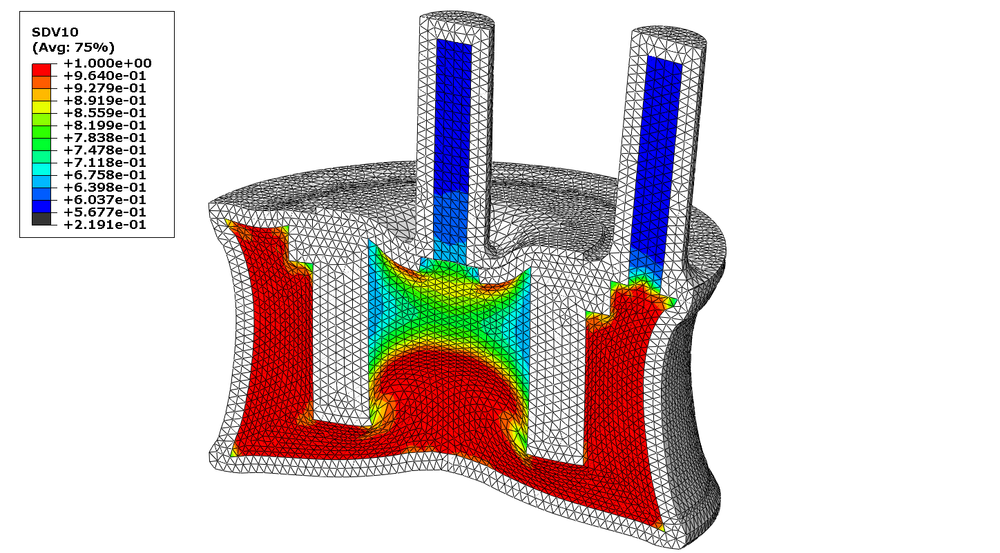 SDV10
(Avg: 75%)
+1.000e+00
+9.640e-01
+9.279e-01
+8.919e-01
+8.559e-01
+8.199e-01
+7.838e-01
+7.478e-01
+7.118e-01
+6.758e-01
+6.398e-01
+6.037e-01
+5.677e-01
+2.191e-01